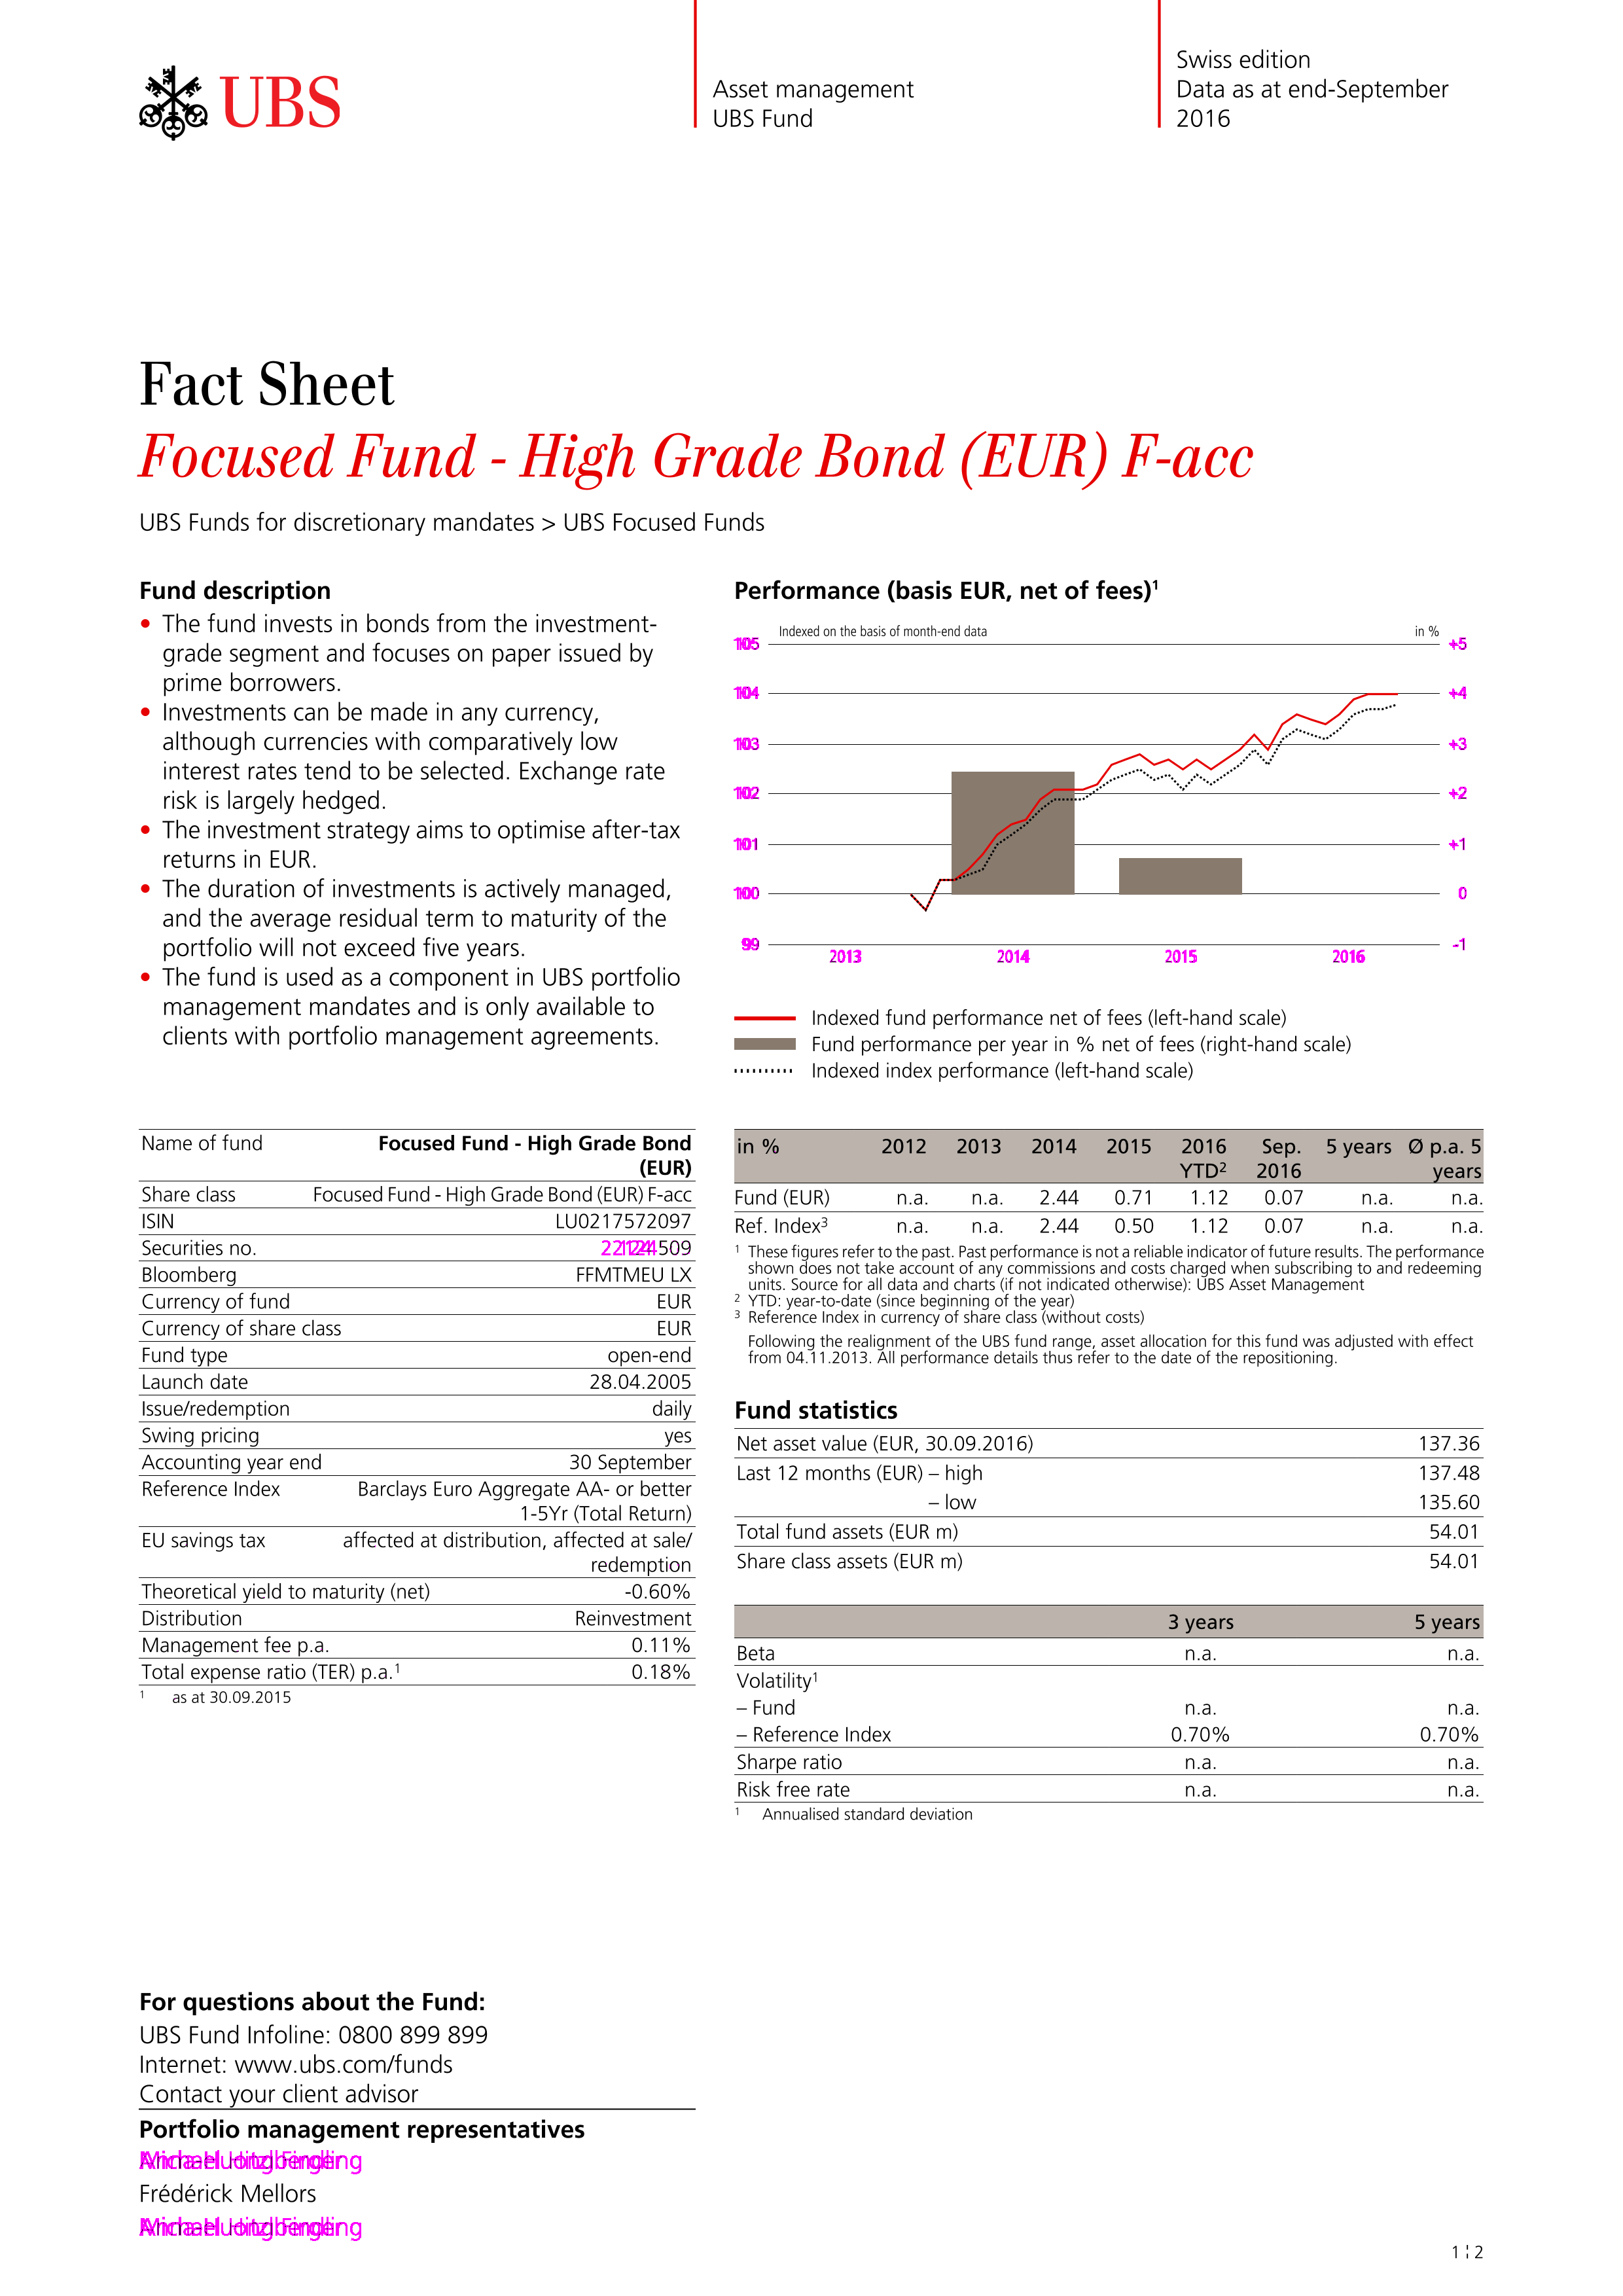 UBS
Asset management
UBS Fund
Swiss edition
Data as at end-September
2016
Fact Sheet
Focused Fund - High Grade Bond (EUR) F-acc
UBS Funds for discretionary mandates > UBS Focused Funds
Fund description
• The fund invests in bonds from the investment-
grade segment and focuses on paper issued by
prime borrowers.
• Investments can be made in any currency,
although currencies with comparatively low
interest rates tend to be selected. Exchange rate
risk is largely hedged.
• The investment strategy aims to optimise after-tax
returns in EUR.
• The duration of investments is actively managed,
and the average residual term to maturity of the
portfolio will not exceed five years.
• The fund is used as a component in UBS portfolio
management mandates and is only available to
clients with portfolio management agreements.
Performance (basis EUR, net of fees)¹
Indexed on the basis of month-end data in %
105 +5
104 +4
103 +3
102 +2
101 +1
100 0
99 -1
2013 2014 2015 2016
Indexed fund performance net of fees (left-hand scale)
Fund performance per year in % net of fees (right-hand scale)
Indexed index performance (left-hand scale)
Name of fund Focused Fund - High Grade Bond
(EUR)
Share class Focused Fund - High Grade Bond (EUR) F-acc
ISIN LU0217572097
Securities no. 509
Bloomberg FFMTMEU LX
Currency of fund EUR
Currency of share class EUR
Fund type open-end
Launch date 28.04.2005
Issue/redemption daily
Swing pricing yes
Accounting year end 30 September
Reference Index Barclays Euro Aggregate AA- or better
1-5Yr (Total Return)
EU savings tax affected at distribution, affected at sale/
redemption
Theoretical yield to maturity (net) -0.60%
Distribution Reinvestment
Management fee p.a. 0.11%
Total expense ratio (TER) p.a.¹ 0.18%
¹ as at 30.09.2015
in % 2012 2013 2014 2015 2016 Sep. 5 years Ø p.a. 5
YTD² 2016 years
Fund (EUR) n.a. n.a. 2.44 0.71 1.12 0.07 n.a. n.a.
Ref. Index³ n.a. n.a. 2.44 0.50 1.12 0.07 n.a. n.a.
¹ These figures refer to the past. Past performance is not a reliable indicator of future results. The performance
shown does not take account of any commissions and costs charged when subscribing to and redeeming
units. Source for all data and charts (if not indicated otherwise): UBS Asset Management
² YTD: year-to-date (since beginning of the year)
³ Reference Index in currency of share class (without costs)
Following the realignment of the UBS fund range, asset allocation for this fund was adjusted with effect
from 04.11.2013. All performance details thus refer to the date of the repositioning.
Fund statistics
Net asset value (EUR, 30.09.2016) 137.36
Last 12 months (EUR) – high 137.48
– low 135.60
Total fund assets (EUR m) 54.01
Share class assets (EUR m) 54.01
3 years 5 years
Beta n.a. n.a.
Volatility¹
– Fund n.a. n.a.
– Reference Index 0.70% 0.70%
Sharpe ratio n.a. n.a.
Risk free rate n.a. n.a.
¹ Annualised standard deviation
For questions about the Fund:
UBS Fund Infoline: 0800 899 899
Internet: www.ubs.com/funds
Contact your client advisor
Portfolio management representatives
Frédérick Mellors
1 ¦ 2